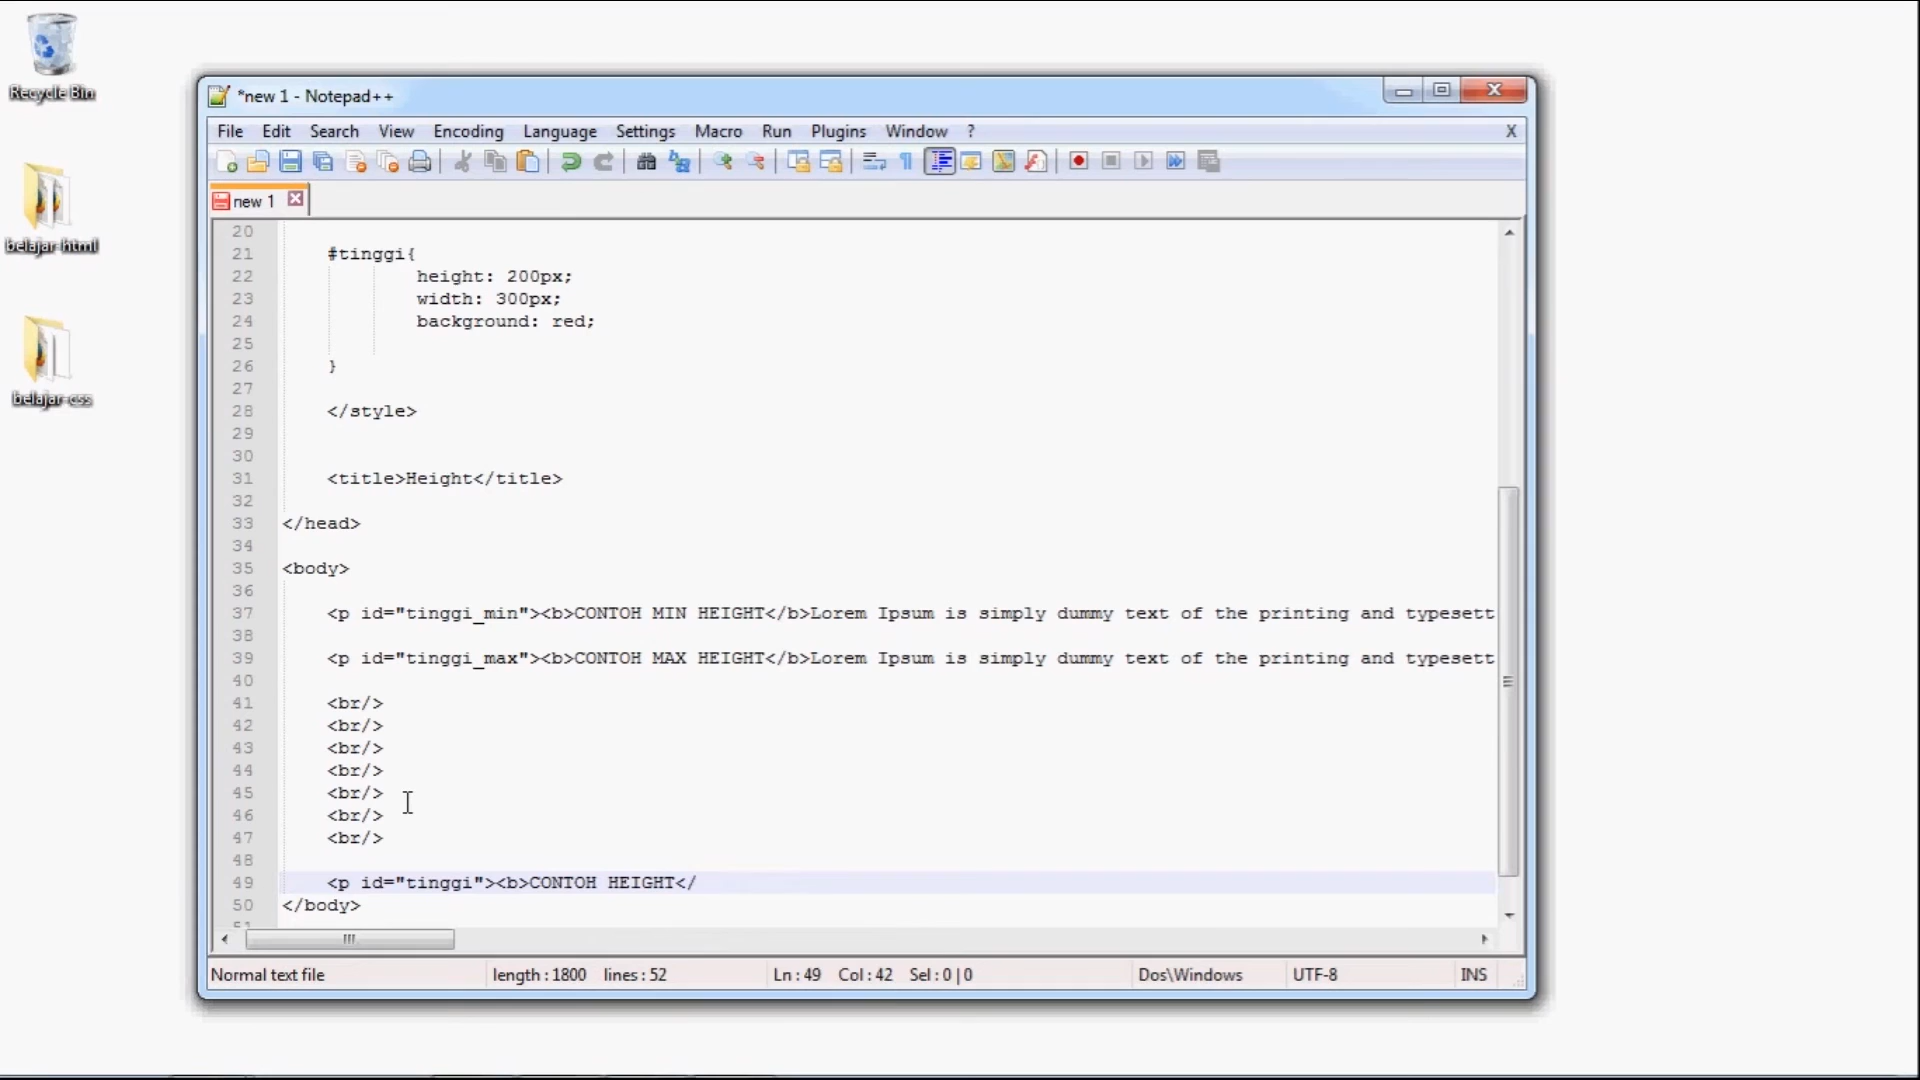 Recycle Bin
belajar-html
belajar-css
*new 1 - Notepad++
File Edit Search View Encoding Language Settings Macro Run Plugins Window ? X
new 1
20
21 #tinggi{
22 height: 200px;
23 width: 300px;
24 background: red;
25
26 }
27
28 </style>
29
30
31 <title>Height</title>
32
33 </head>
34
35 <body>
36
37 <p id="tinggi_min"><b>CONTOH MIN HEIGHT</b>Lorem Ipsum is simply dummy text of the printing and typesett
38
39 <p id="tinggi_max"><b>CONTOH MAX HEIGHT</b>Lorem Ipsum is simply dummy text of the printing and typesett
40
41 <br/>
42 <br/>
43 <br/>
44 <br/>
45 <br/>
46 <br/>
47 <br/>
48
49 <p id="tinggi"><b>CONTOH HEIGHT</
50 </body>
51
Normal text file length : 1800 lines : 52 Ln : 49 Col : 42 Sel : 0 | 0 Dos\Windows UTF-8 INS